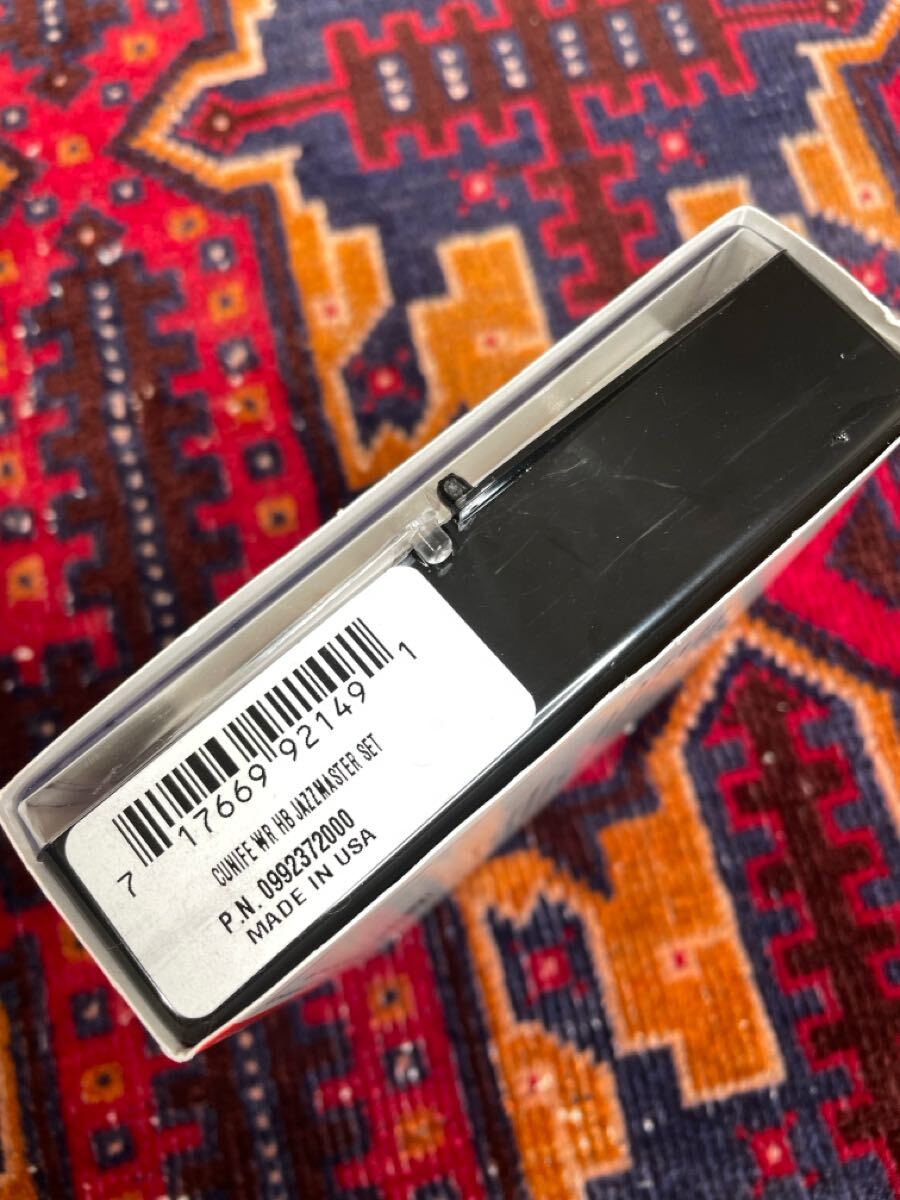 7 17669 92149 1
CUNIFE WR HB JAZZMASTER SET
P.N. 0992372000
MADE IN USA